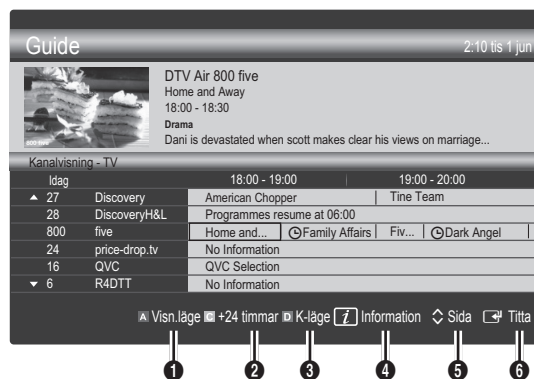 Guide
2:10 tis 1 jun
DTV Air 800 five
Home and Away
18:00 - 18:30
Drama
Dani is devastated when scott makes clear his views on marriage...
800 five
Kanalvisning - TV
Idag 18:00 - 19:00 19:00 - 20:00
▲ 27 Discovery American Chopper Tine Team
28 DiscoveryH&L Programmes resume at 06:00
800 five Home and... Family Affairs Fiv... Dark Angel
24 price-drop.tv No Information
16 QVC QVC Selection
▼ 6 R4DTT No Information
A Visn.läge C +24 timmar D K-läge i Information Sida Titta
1 2 3 4 5 6